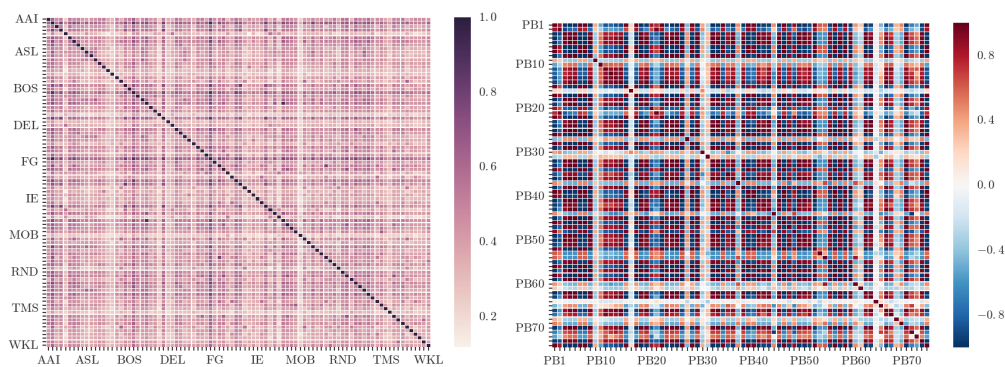 AAI
ASL
BOS
DEL
FG
IE
MOB
RND
TMS
WKL
AAI ASL BOS DEL FG IE MOB RND TMS WKL
1.0
0.8
0.6
0.4
0.2
PB1
PB10
PB20
PB30
PB40
PB50
PB60
PB70
PB1 PB10 PB20 PB30 PB40 PB50 PB60 PB70
0.8
0.4
0.0
−0.4
−0.8